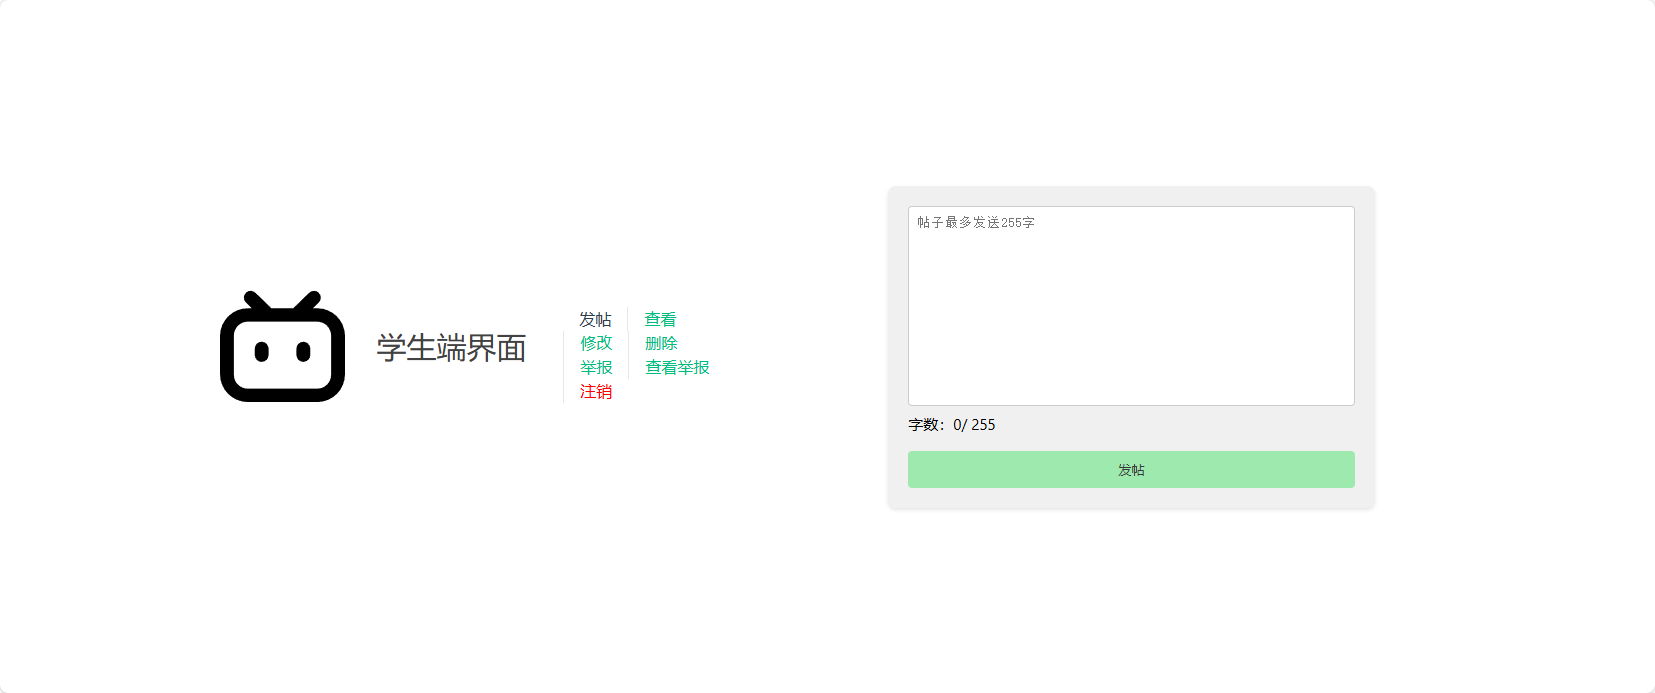 学生端界面
发帖 查看
修改 删除
举报 查看举报
注销
帖子最多发送255字
字数：0/ 255
发帖